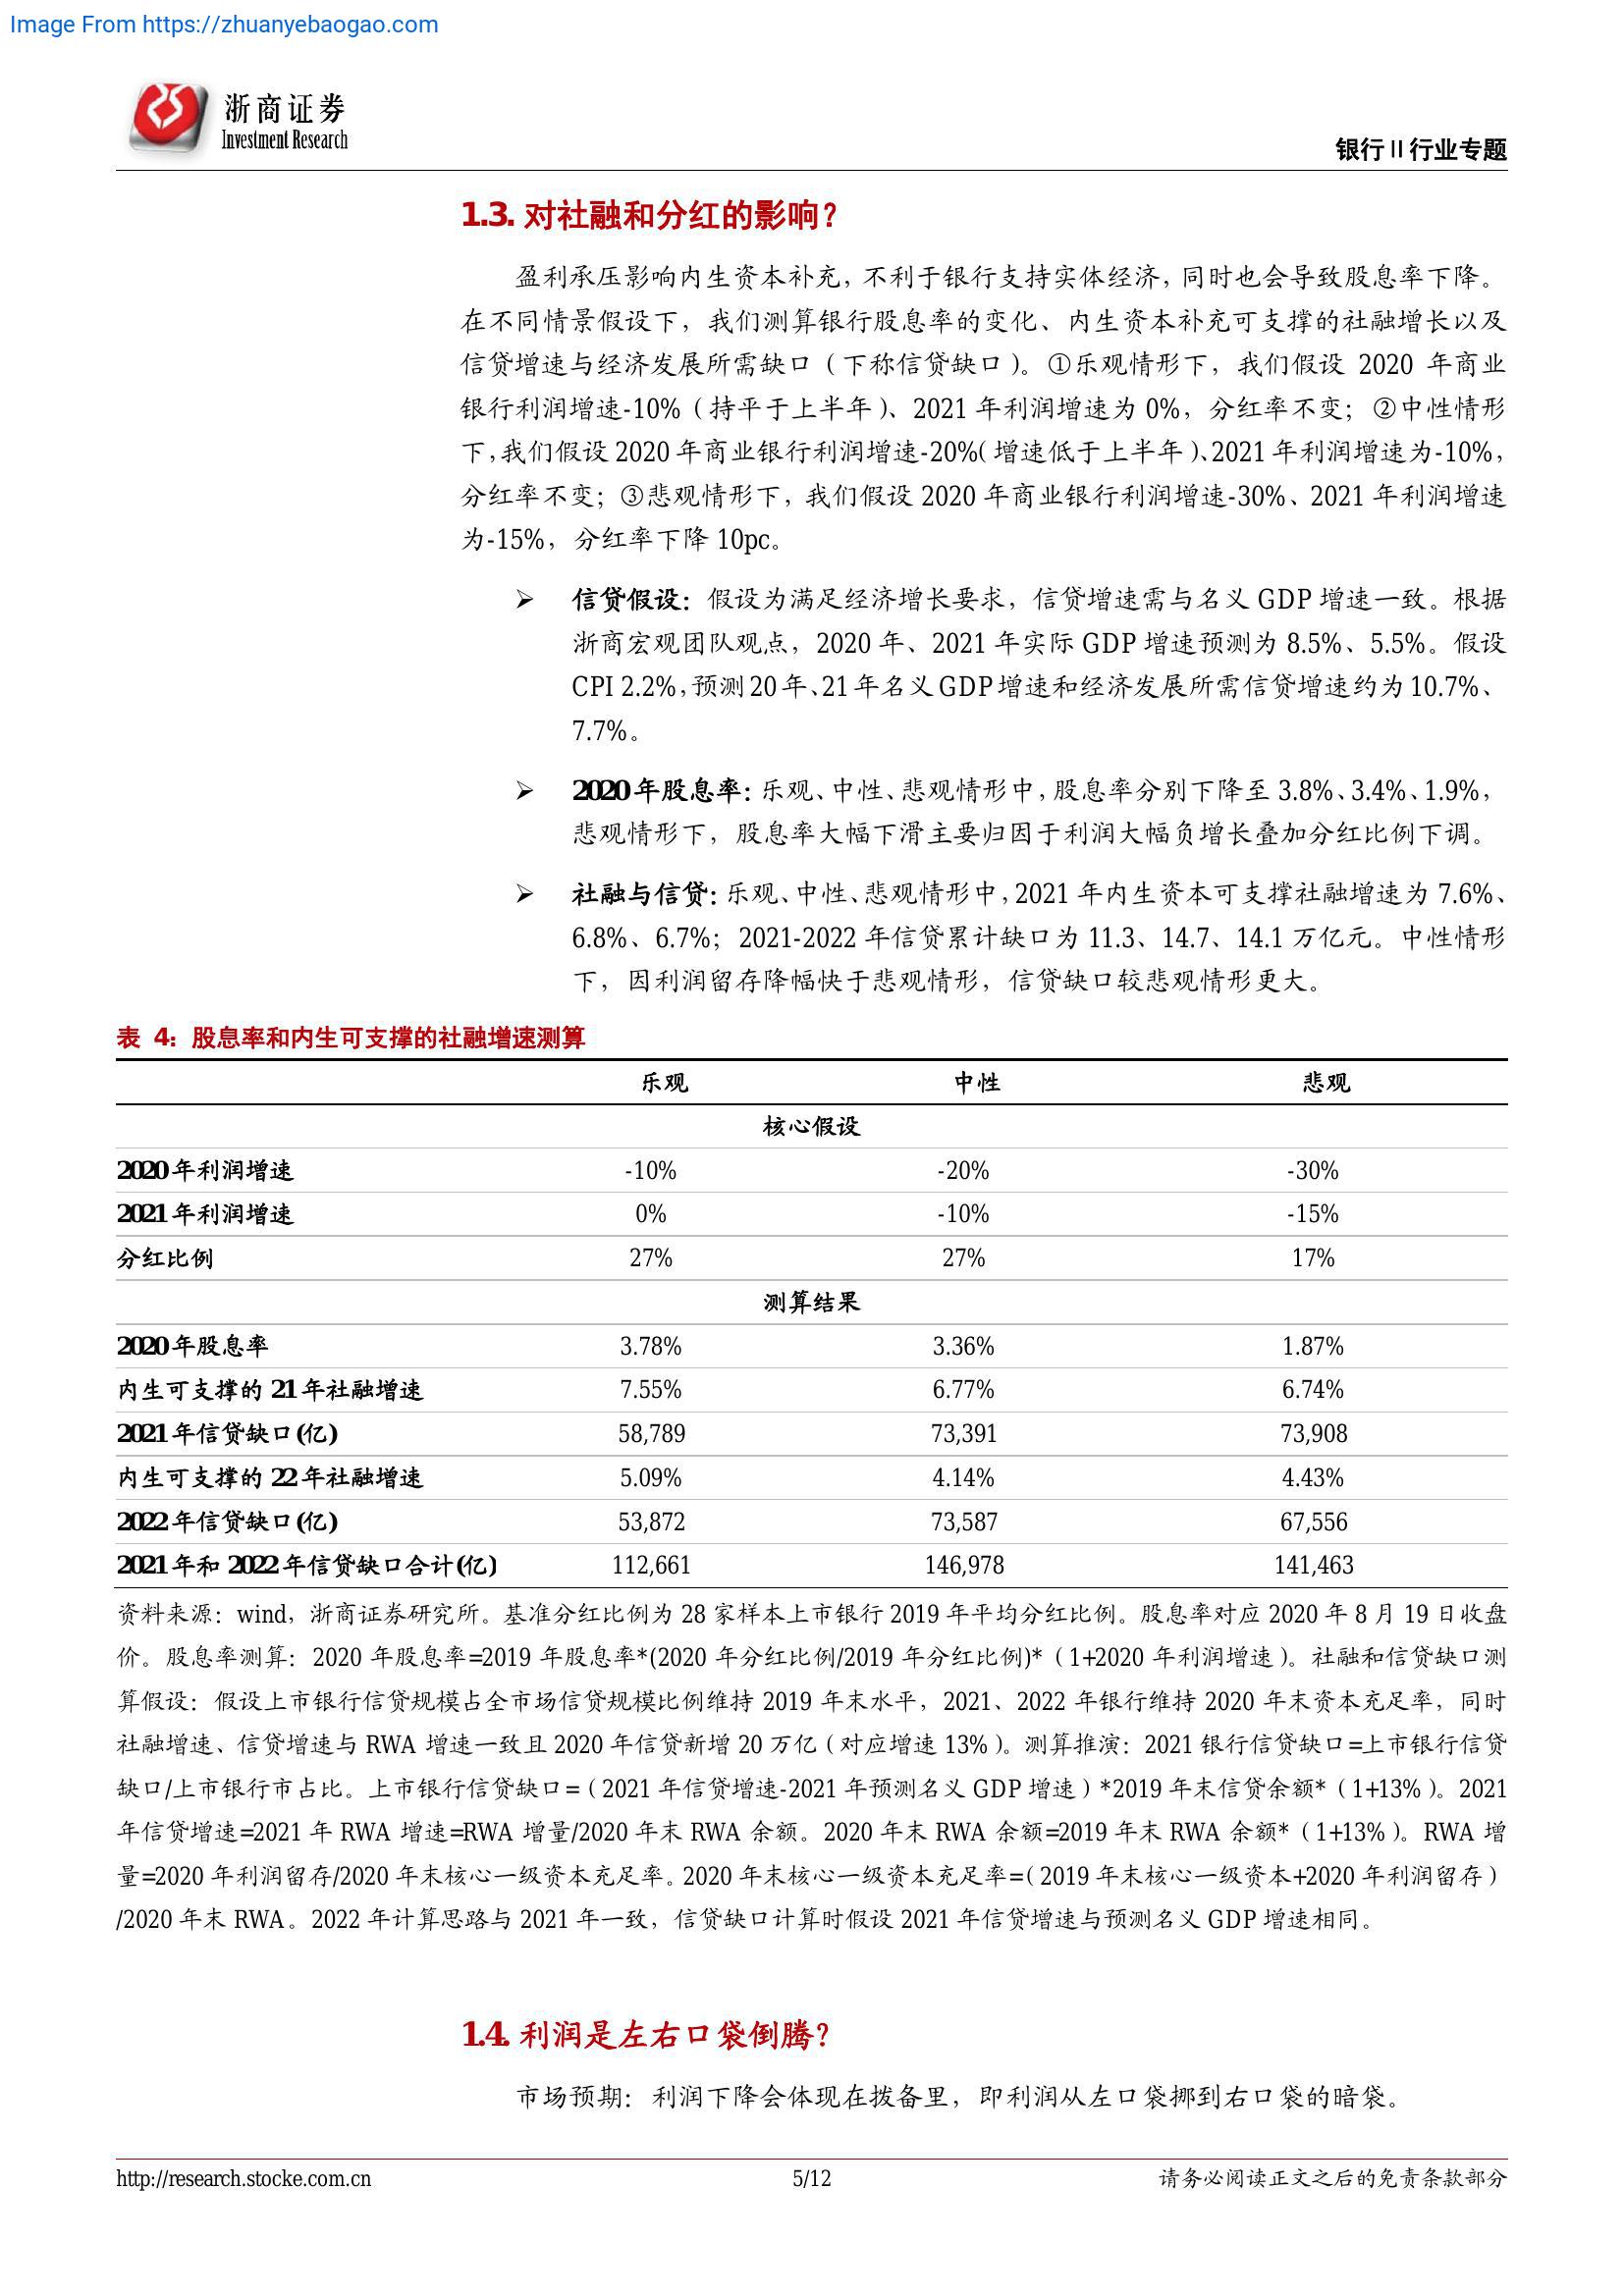 Image From https://zhuanyebaogao.com
浙商证券
Investment Research
银行Ⅱ行业专题
1.3. 对社融和分红的影响？
盈利承压影响内生资本补充，不利于银行支持实体经济，同时也会导致股息率下降。
在不同情景假设下，我们测算银行股息率的变化、内生资本补充可支撑的社融增长以及
信贷增速与经济发展所需缺口（下称信贷缺口）。①乐观情形下，我们假设 2020 年商业
银行利润增速-10%（持平于上半年）、2021 年利润增速为 0%，分红率不变；②中性情形
下，我们假设 2020 年商业银行利润增速-20%（增速低于上半年）、2021 年利润增速为-10%，
分红率不变；③悲观情形下，我们假设 2020 年商业银行利润增速-30%、2021 年利润增速
为-15%，分红率下降 10pc。
➢ 信贷假设：假设为满足经济增长要求，信贷增速需与名义 GDP 增速一致。根据
浙商宏观团队观点，2020 年、2021 年实际 GDP 增速预测为 8.5%、5.5%。假设
CPI 2.2%，预测 20 年、21 年名义 GDP 增速和经济发展所需信贷增速约为 10.7%、
7.7%。
➢ 2020 年股息率：乐观、中性、悲观情形中，股息率分别下降至 3.8%、3.4%、1.9%，
悲观情形下，股息率大幅下滑主要归因于利润大幅负增长叠加分红比例下调。
➢ 社融与信贷：乐观、中性、悲观情形中，2021 年内生资本可支撑社融增速为 7.6%、
6.8%、6.7%；2021-2022 年信贷累计缺口为 11.3、14.7、14.1 万亿元。中性情形
下，因利润留存降幅快于悲观情形，信贷缺口较悲观情形更大。
表 4：股息率和内生可支撑的社融增速测算
乐观 中性 悲观
核心假设
2020 年利润增速 -10% -20% -30%
2021 年利润增速 0% -10% -15%
分红比例 27% 27% 17%
测算结果
2020 年股息率 3.78% 3.36% 1.87%
内生可支撑的 21 年社融增速 7.55% 6.77% 6.74%
2021 年信贷缺口(亿) 58,789 73,391 73,908
内生可支撑的 22 年社融增速 5.09% 4.14% 4.43%
2022 年信贷缺口(亿) 53,872 73,587 67,556
2021 年和 2022 年信贷缺口合计(亿) 112,661 146,978 141,463
资料来源：wind，浙商证券研究所。基准分红比例为 28 家样本上市银行 2019 年平均分红比例。股息率对应 2020 年 8 月 19 日收盘
价。股息率测算：2020 年股息率=2019 年股息率*(2020 年分红比例/2019 年分红比例)*（1+2020 年利润增速）。社融和信贷缺口测
算假设：假设上市银行信贷规模占全市场信贷规模比例维持 2019 年末水平，2021、2022 年银行维持 2020 年末资本充足率，同时
社融增速、信贷增速与 RWA 增速一致且 2020 年信贷新增 20 万亿（对应增速 13%）。测算推演：2021 银行信贷缺口=上市银行信贷
缺口/上市银行市占比。上市银行信贷缺口=（2021 年信贷增速-2021 年预测名义 GDP 增速）*2019 年末信贷余额*（1+13%）。2021
年信贷增速=2021 年 RWA 增速=RWA 增量/2020 年末 RWA 余额。2020 年末 RWA 余额=2019 年末 RWA 余额*（1+13%）。RWA 增
量=2020 年利润留存/2020 年末核心一级资本充足率。2020 年末核心一级资本充足率=（2019 年末核心一级资本+2020 年利润留存）
/2020 年末 RWA。2022 年计算思路与 2021 年一致，信贷缺口计算时假设 2021 年信贷增速与预测名义 GDP 增速相同。
1.4. 利润是左右口袋倒腾？
市场预期：利润下降会体现在拨备里，即利润从左口袋挪到右口袋的暗袋。
http://research.stocke.com.cn 5/12 请务必阅读正文之后的免责条款部分